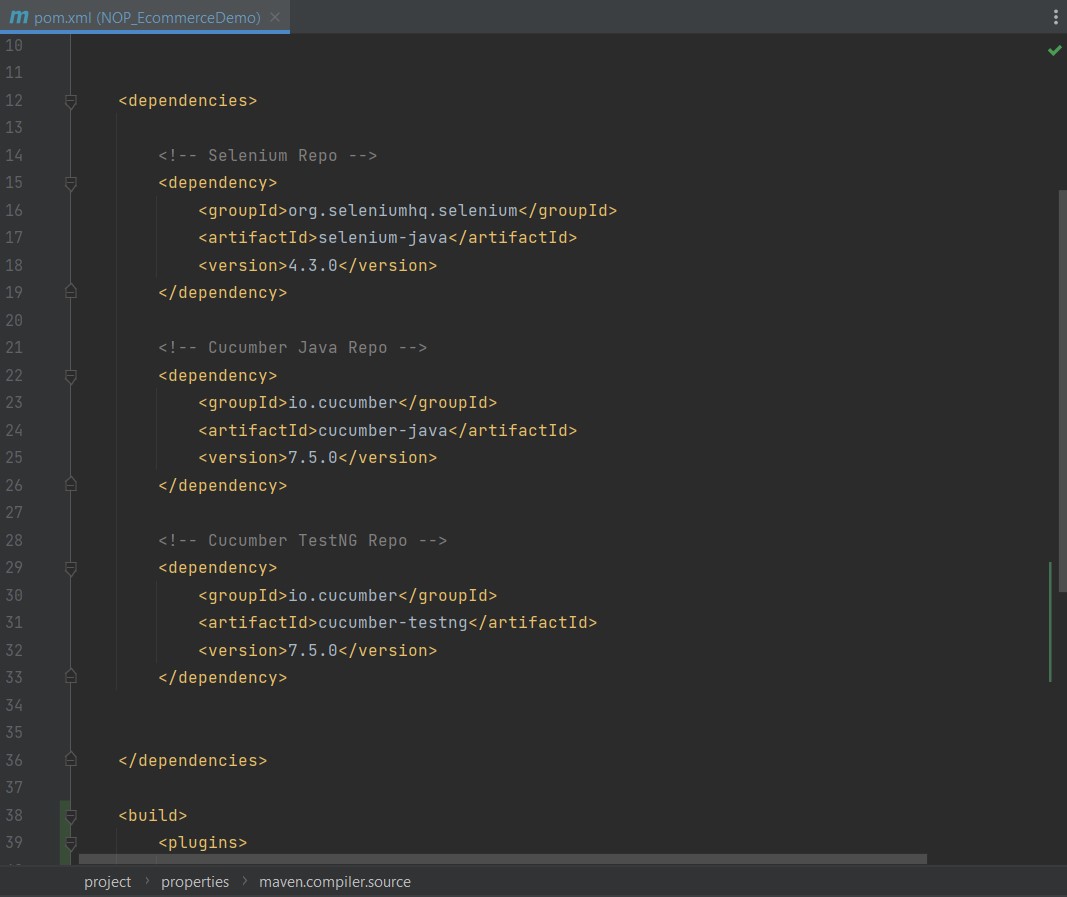 m pom.xml (NOP_EcommerceDemo)
10
11
12 <dependencies>
13
14 <!-- Selenium Repo -->
15 <dependency>
16 <groupId>org.seleniumhq.selenium</groupId>
17 <artifactId>selenium-java</artifactId>
18 <version>4.3.0</version>
19 </dependency>
20
21 <!-- Cucumber Java Repo -->
22 <dependency>
23 <groupId>io.cucumber</groupId>
24 <artifactId>cucumber-java</artifactId>
25 <version>7.5.0</version>
26 </dependency>
27
28 <!-- Cucumber TestNG Repo -->
29 <dependency>
30 <groupId>io.cucumber</groupId>
31 <artifactId>cucumber-testng</artifactId>
32 <version>7.5.0</version>
33 </dependency>
34
35
36 </dependencies>
37
38 <build>
39 <plugins>
project › properties › maven.compiler.source